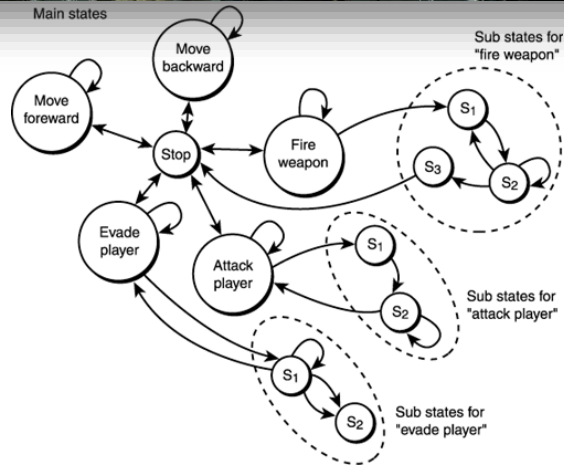 Main states
Move
backward
Sub states for
"fire weapon"
Move
foreward
S1
Fire
weapon
Stop
S3
S2
Evade
player
S1
Attack
player
Sub states for
"attack player"
S2
S1
Sub states for
"evade player"
S2